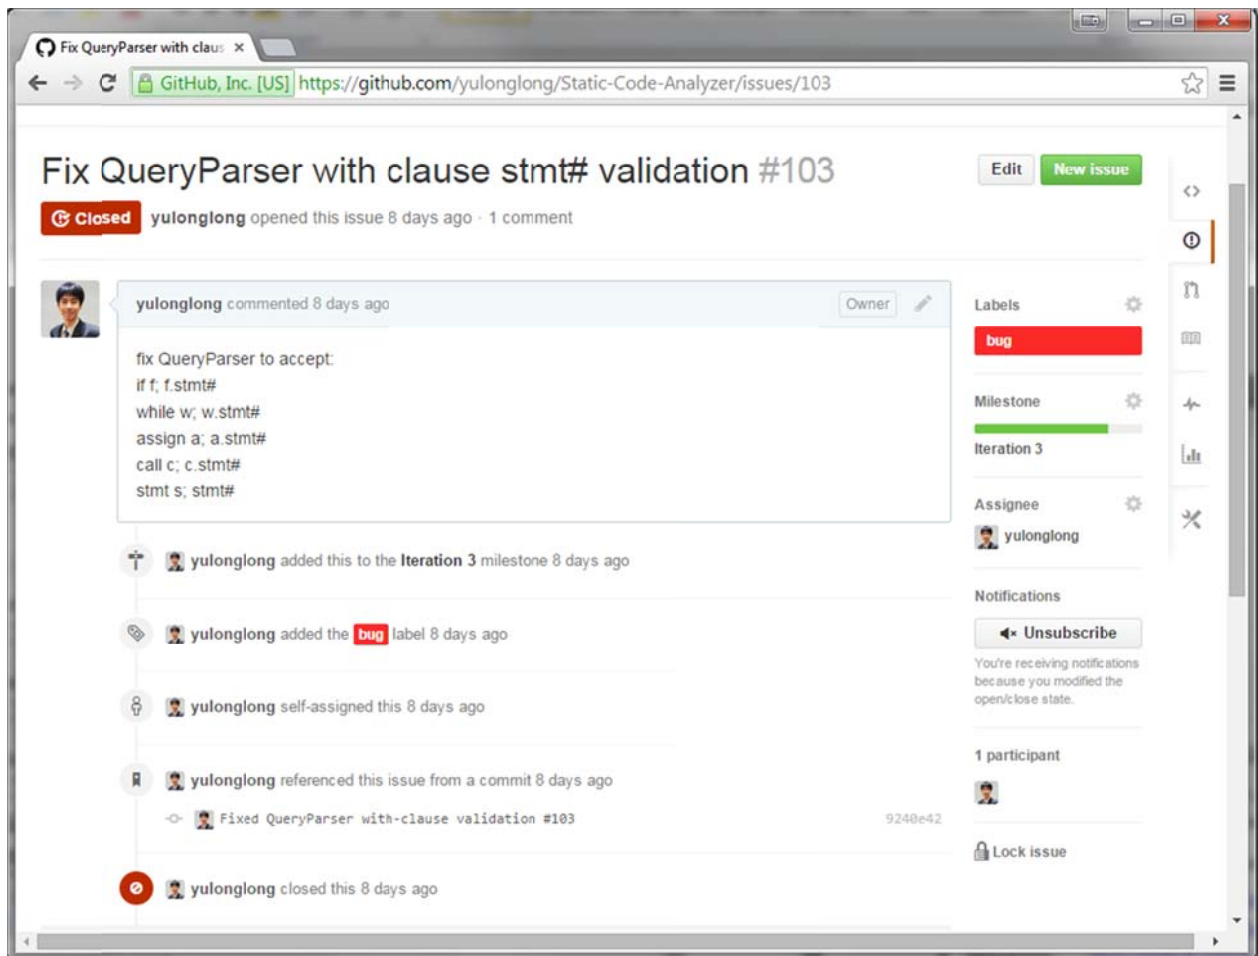 Fix QueryParser with claus
GitHub, Inc. [US] https://github.com/yulonglong/Static-Code-Analyzer/issues/103
Fix QueryParser with clause stmt# validation #103
Edit
New issue
Closed yulonglong opened this issue 8 days ago · 1 comment
yulonglong commented 8 days ago
Owner
fix QueryParser to accept:
if f; f.stmt#
while w; w.stmt#
assign a; a.stmt#
call c; c.stmt#
stmt s; stmt#
yulonglong added this to the Iteration 3 milestone 8 days ago
yulonglong added the bug label 8 days ago
yulonglong self-assigned this 8 days ago
yulonglong referenced this issue from a commit 8 days ago
Fixed QueryParser with-clause validation #103 9240e42
yulonglong closed this 8 days ago
Labels
bug
Milestone
Iteration 3
Assignee
yulonglong
Notifications
Unsubscribe
You're receiving notifications
because you modified the
open/close state.
1 participant
Lock issue